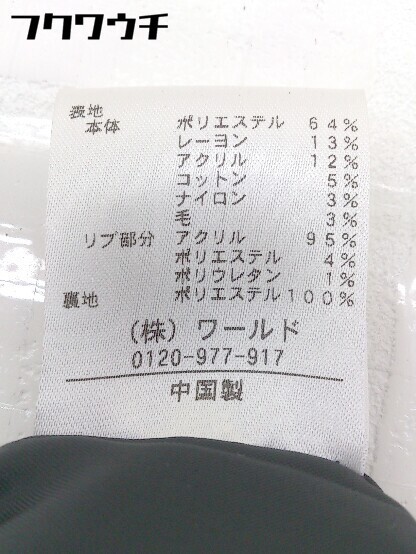 フクワウチ
表地
本体 ポリエステル 64%
レーヨン 13%
アクリル 12%
コットン 5%
ナイロン 3%
毛 3%
リブ部分 アクリル 95%
ポリエステル 4%
ポリウレタン 1%
裏地 ポリエステル100%
(株) ワールド
0120-977-917
中国製